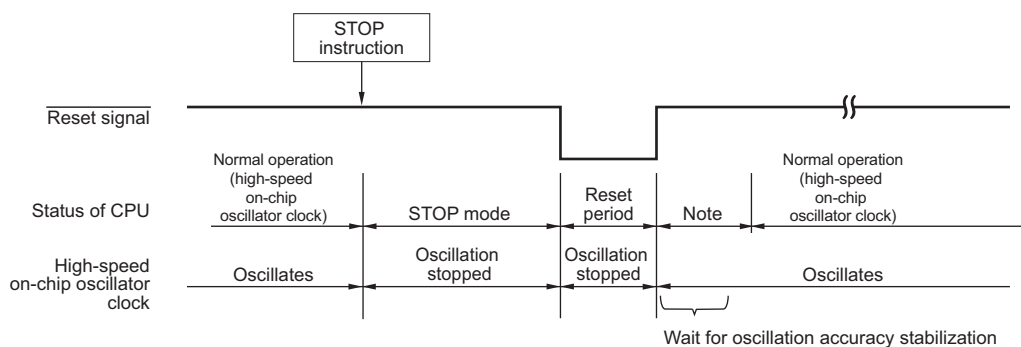 STOP
instruction
Reset signal
Normal operation
(high-speed
on-chip
oscillator clock)
STOP mode
Reset
period
Note
Normal operation
(high-speed
on-chip
oscillator clock)
Status of CPU
High-speed
on-chip oscillator
clock
Oscillates
Oscillation
stopped
Oscillation
stopped
Oscillates
Wait for oscillation accuracy stabilization